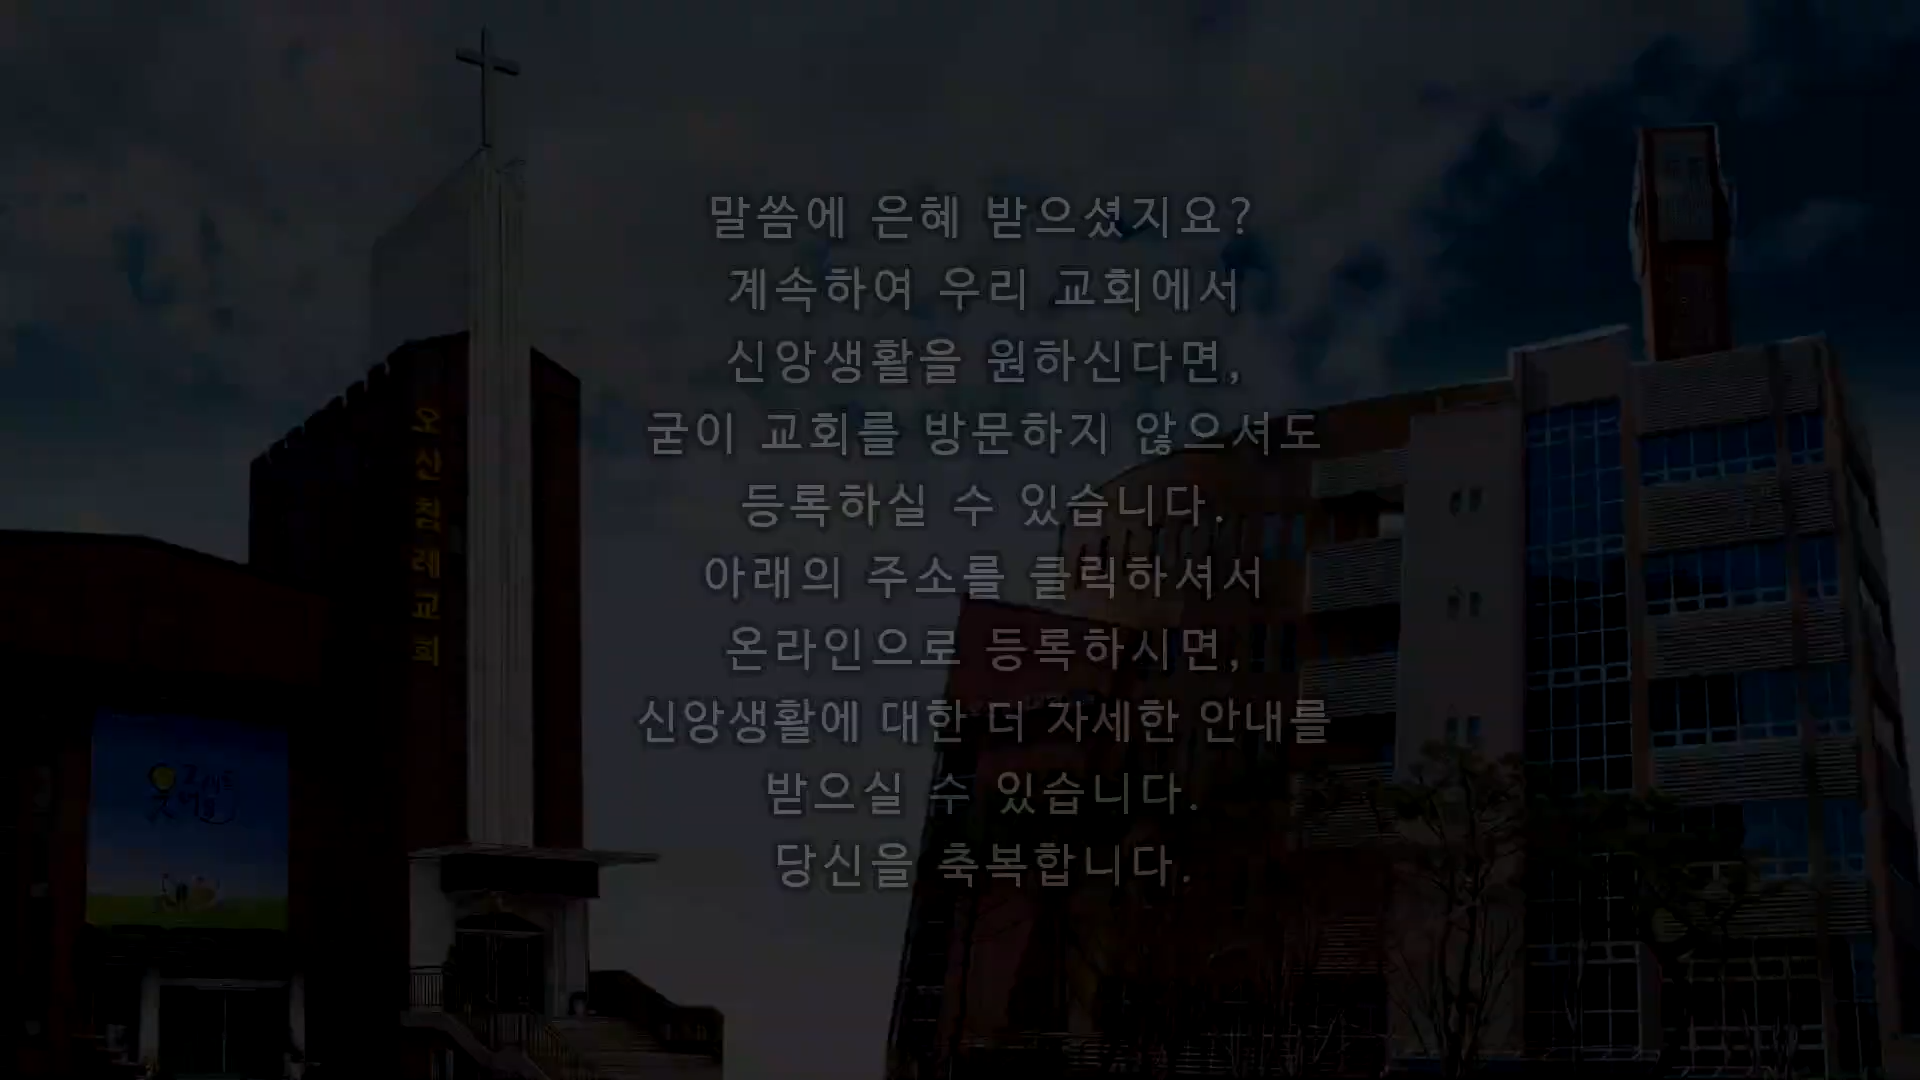 말씀에 은혜 받으셨지요?
계속하여 우리 교회에서
신앙생활을 원하신다면,
굳이 교회를 방문하지 않으셔도
등록하실 수 있습니다.
아래의 주소를 클릭하셔서
온라인으로 등록하시면,
신앙생활에 대한 더 자세한 안내를
받으실 수 있습니다.
당신을 축복합니다.
오산침례교회